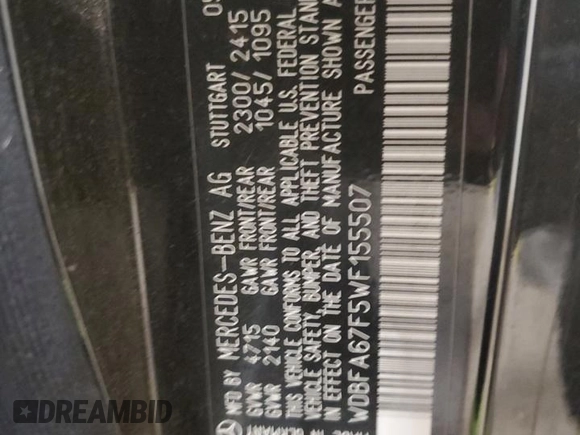 MFD BY MERCEDES-BENZ AG STUTTGART 05
GVWR 4715 GAWR FRONT/REAR 2300/ 2415
GVWR 2140 GAWR FRONT/REAR 1045/ 1095
THIS VEHICLE CONFORMS TO ALL APPLICABLE U.S. FEDERAL
VEHICLE SAFETY, BUMPER, AND THEFT PREVENTION STAN
IN EFFECT ON THE DATE OF MANUFACTURE SHOWN A
WDBFA67F5WF155507 PASSENGER
DREAMBID